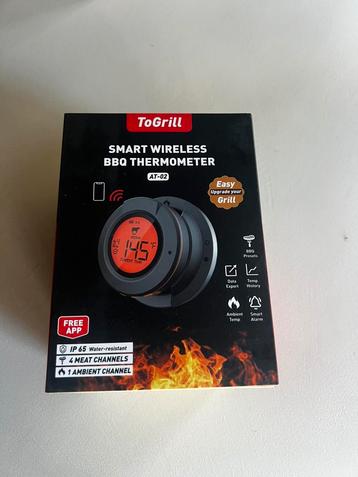 ToGrill
SMART WIRELESS
BBQ THERMOMETER
AT-02
Easy
Upgrade your
Grill
145
°F
BBQ
Presets
Data
Export
Temp
History
Ambient
Temp
Smart
Alarm
FREE
APP
IP 65 Water-resistant
4 MEAT CHANNELS
1 AMBIENT CHANNEL